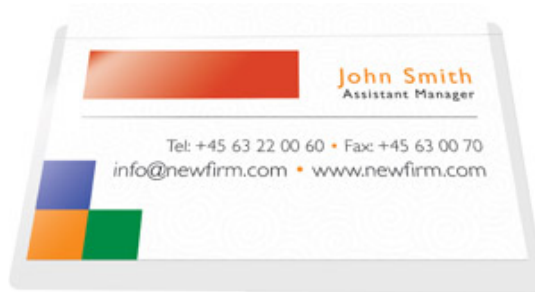 John Smith
Assistant Manager
Tel: +45 63 22 00 60 • Fax: +45 63 00 70
info@newfirm.com • www.newfirm.com